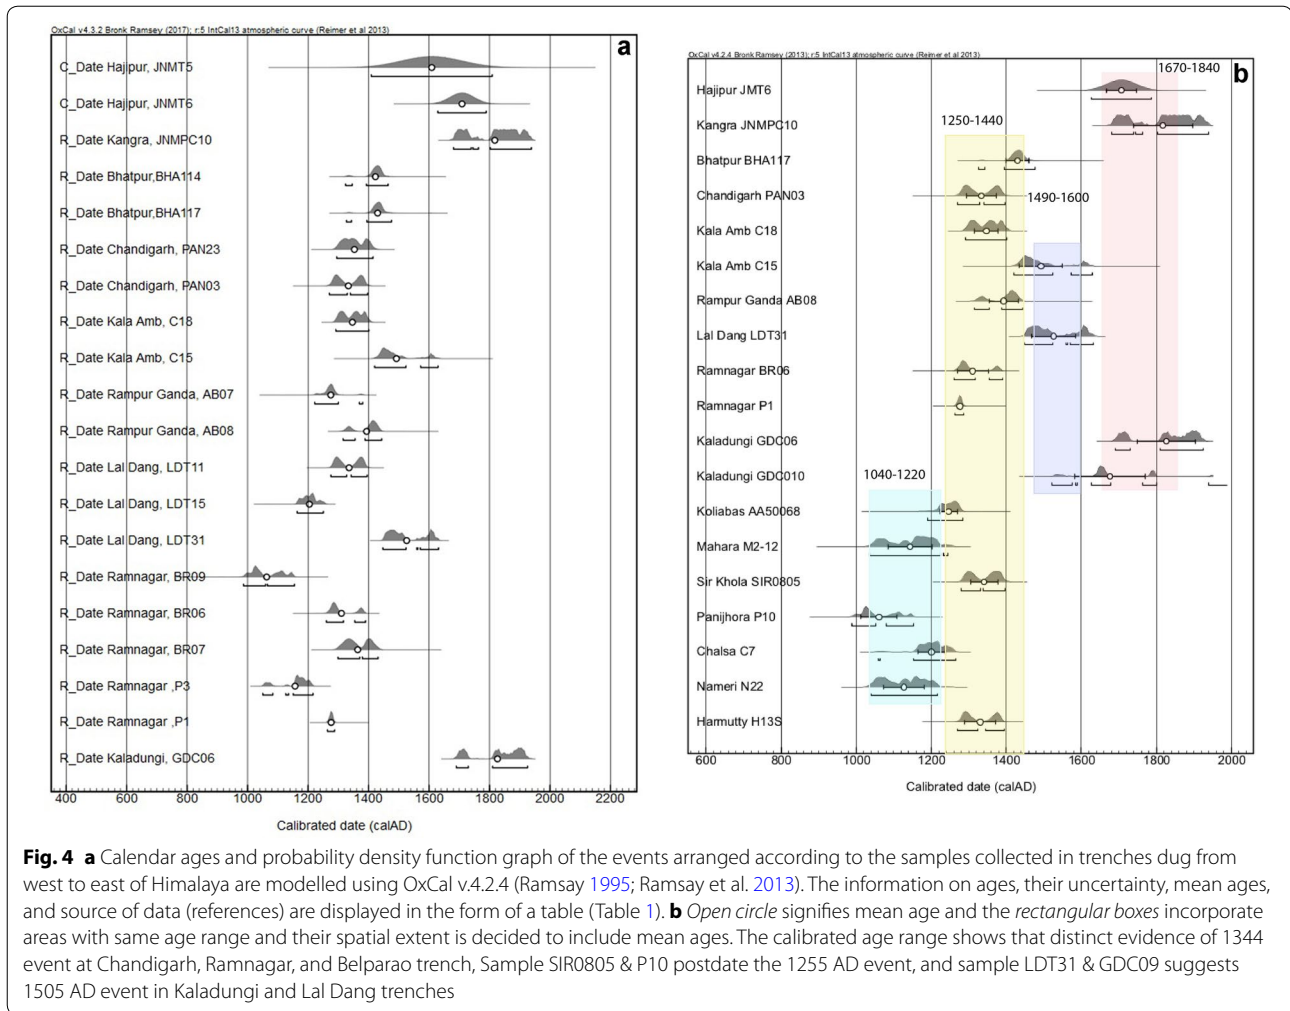 OxCal v4.3.2 Bronk Ramsey (2017); r:5 IntCal13 atmospheric curve (Reimer et al 2013)
a
C_Date Hajipur, JNMT5
C_Date Hajipur, JNMT6
R_Date Kangra, JNMPC10
R_Date Bhatpur,BHA114
R_Date Bhatpur,BHA117
R_Date Chandigarh, PAN23
R_Date Chandigarh, PAN03
R_Date Kala Amb, C18
R_Date Kala Amb, C15
R_Date Rampur Ganda, AB07
R_Date Rampur Ganda, AB08
R_Date Lal Dang, LDT11
R_Date Lal Dang, LDT15
R_Date Lal Dang, LDT31
R_Date Ramnagar, BR09
R_Date Ramnagar, BR06
R_Date Ramnagar, BR07
R_Date Ramnagar ,P3
R_Date Ramnagar ,P1
R_Date Kaladungi, GDC06
400 600 800 1000 1200 1400 1600 1800 2000 2200
Calibrated date (calAD)
OxCal v4.2.4 Bronk Ramsey (2013); r:5 IntCal13 atmospheric curve (Reimer et al 2013)
b
1670-1840
Hajipur JMT6
1250-1440
Kangra JNMPC10
Bhatpur BHA117
Chandigarh PAN03
1490-1600
Kala Amb C18
Kala Amb C15
Rampur Ganda AB08
Lal Dang LDT31
Ramnagar BR06
Ramnagar P1
Kaladungi GDC06
Kaladungi GDC010
1040-1220
Koliabas AA50068
Mahara M2-12
Sir Khola SIR0805
Panijhora P10
Chalsa C7
Nameri N22
Harmutty H13S
600 800 1000 1200 1400 1600 1800 2000
Calibrated date (calAD)
Fig. 4 a Calendar ages and probability density function graph of the events arranged according to the samples collected in trenches dug from
west to east of Himalaya are modelled using OxCal v.4.2.4 (Ramsay 1995; Ramsay et al. 2013). The information on ages, their uncertainty, mean ages,
and source of data (references) are displayed in the form of a table (Table 1). b Open circle signifies mean age and the rectangular boxes incorporate
areas with same age range and their spatial extent is decided to include mean ages. The calibrated age range shows that distinct evidence of 1344
event at Chandigarh, Ramnagar, and Belparao trench, Sample SIR0805 & P10 postdate the 1255 AD event, and sample LDT31 & GDC09 suggests
1505 AD event in Kaladungi and Lal Dang trenches